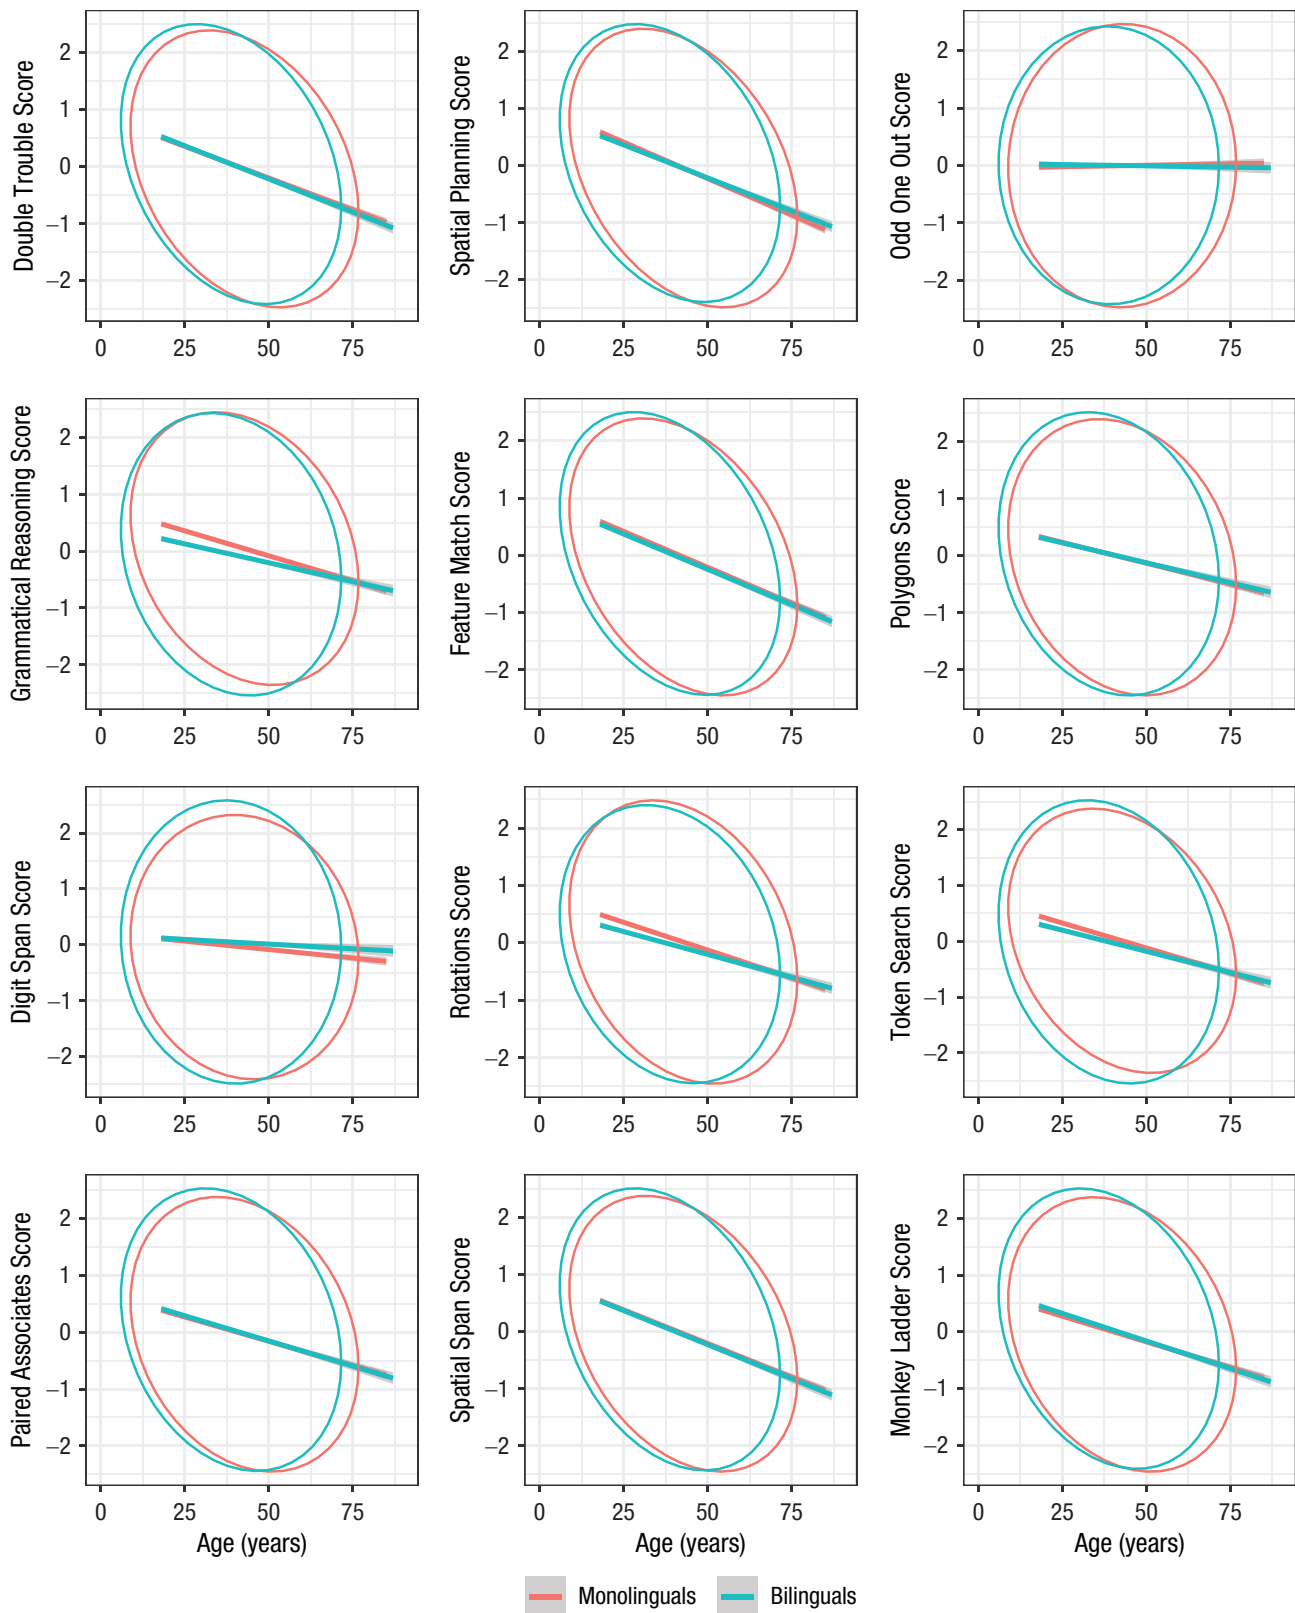 Double Trouble Score
2
1
0
−1
−2
0 25 50 75
Spatial Planning Score
2
1
0
−1
−2
0 25 50 75
Odd One Out Score
2
1
0
−1
−2
0 25 50 75
Grammatical Reasoning Score
2
1
0
−1
−2
0 25 50 75
Feature Match Score
2
1
0
−1
−2
0 25 50 75
Polygons Score
2
1
0
−1
−2
0 25 50 75
Digit Span Score
2
1
0
−1
−2
0 25 50 75
Rotations Score
2
1
0
−1
−2
0 25 50 75
Token Search Score
2
1
0
−1
−2
0 25 50 75
Paired Associates Score
2
1
0
−1
−2
0 25 50 75
Age (years)
Spatial Span Score
2
1
0
−1
−2
0 25 50 75
Age (years)
Monkey Ladder Score
2
1
0
−1
−2
0 25 50 75
Age (years)
Monolinguals Bilinguals